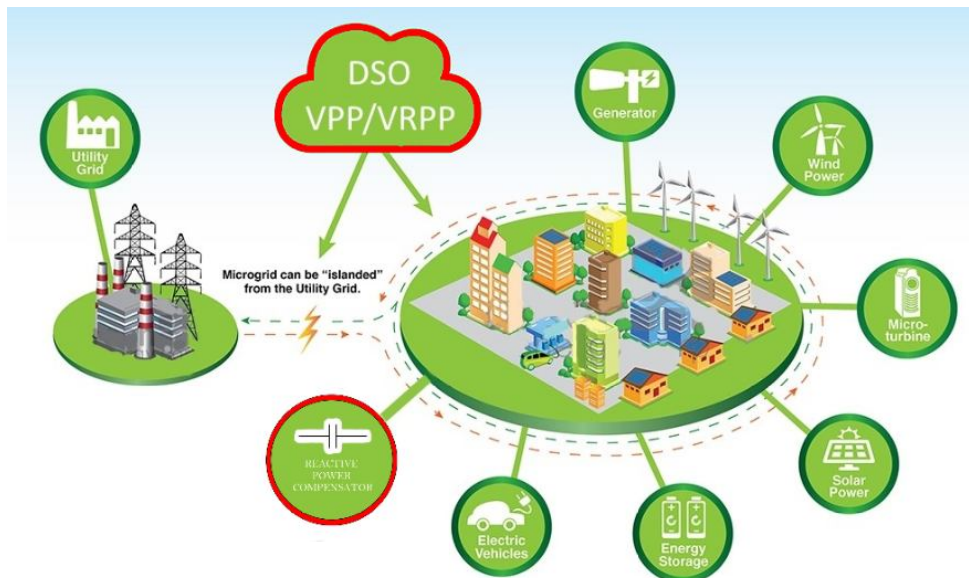 DSO
VPP/VRPP
Generator
Utility
Grid
Wind
Power
Microgrid can be “islanded”
from the Utility Grid.
Micro-
turbine
REACTIVE
POWER
COMPENSATOR
Solar
Power
Electric
Vehicles
Energy
Storage